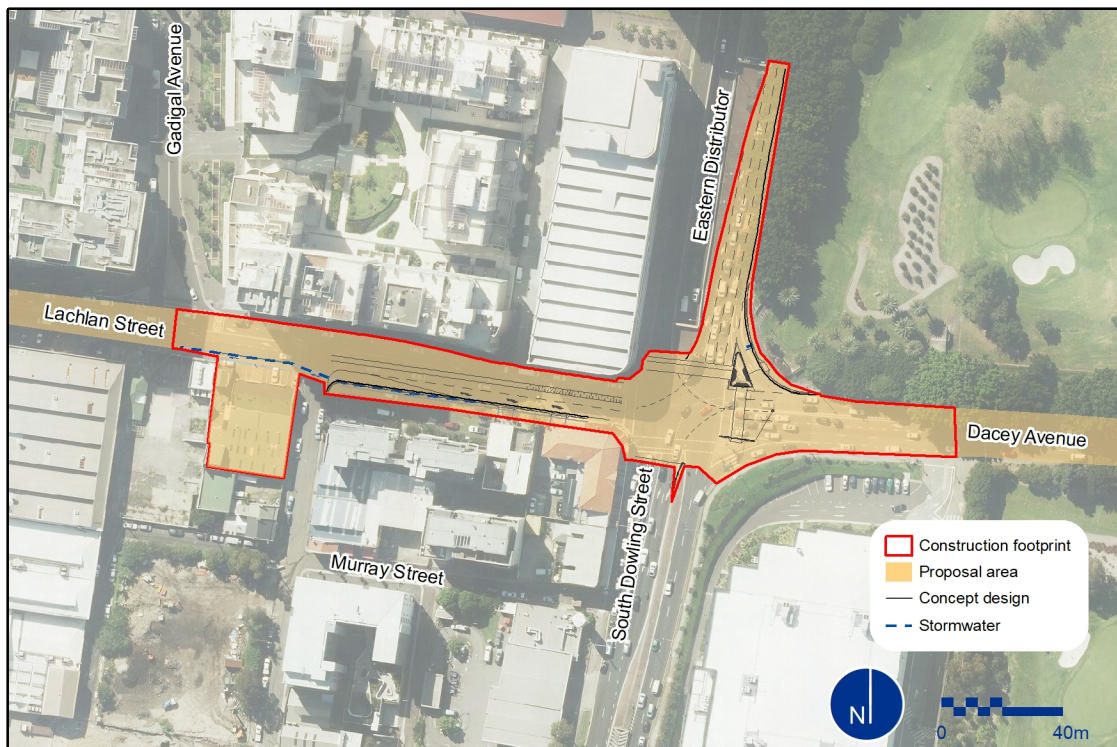 Gadigal Avenue
Eastern Distributor
Lachlan Street
Dacey Avenue
South Dowling Street
Murray Street
Construction footprint
Proposal area
Concept design
Stormwater
N
0 40m